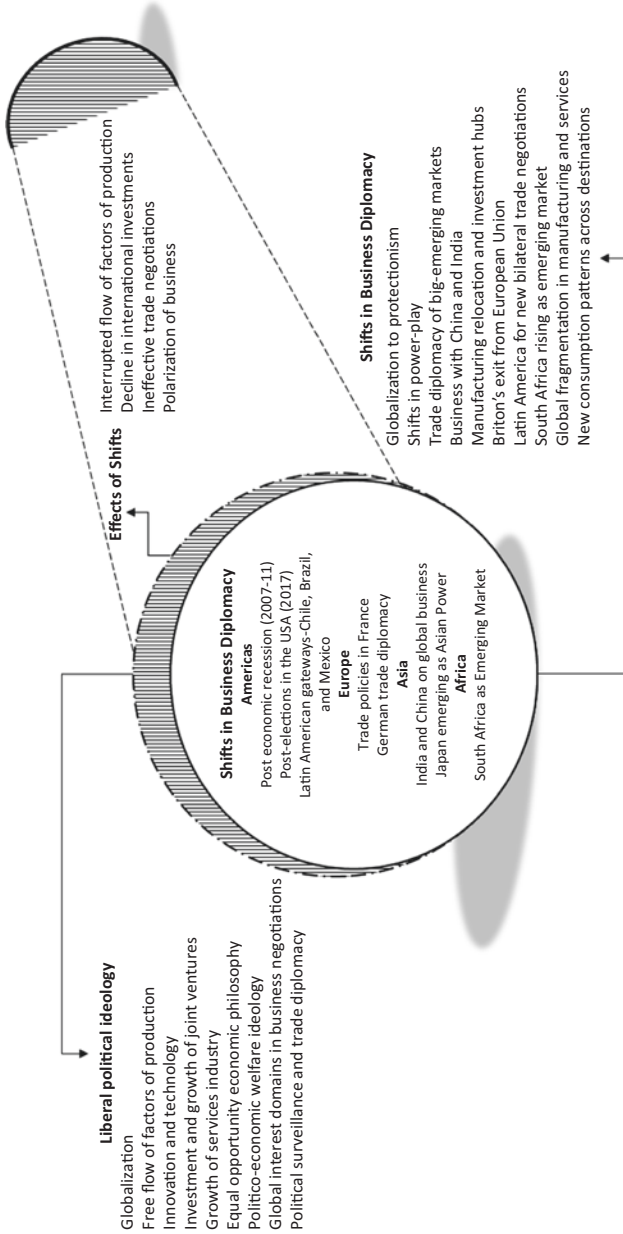 Liberal political ideology
Globalization
Free flow of factors of production
Innovation and technology
Investment and growth of joint ventures
Growth of services industry
Equal opportunity economic philosophy
Politico-economic welfare ideology
Global interest domains in business negotiations
Political surveillance and trade diplomacy
Shifts in Business Diplomacy
Americas
Post economic recession (2007-11)
Post-elections in the USA (2017)
Latin American gateways-Chile, Brazil,
and Mexico
Europe
Trade policies in France
German trade diplomacy
Asia
India and China on global business
Japan emerging as Asian Power
Africa
South Africa as Emerging Market
Effects of Shifts
Interrupted flow of factors of production
Decline in international investments
Ineffective trade negotiations
Polarization of business
Shifts in Business Diplomacy
Globalization to protectionism
Shifts in power-play
Trade diplomacy of big-emerging markets
Business with China and India
Manufacturing relocation and investment hubs
Briton's exit from European Union
Latin America for new bilateral trade negotiations
South Africa rising as emerging market
Global fragmentation in manufacturing and services
New consumption patterns across destinations